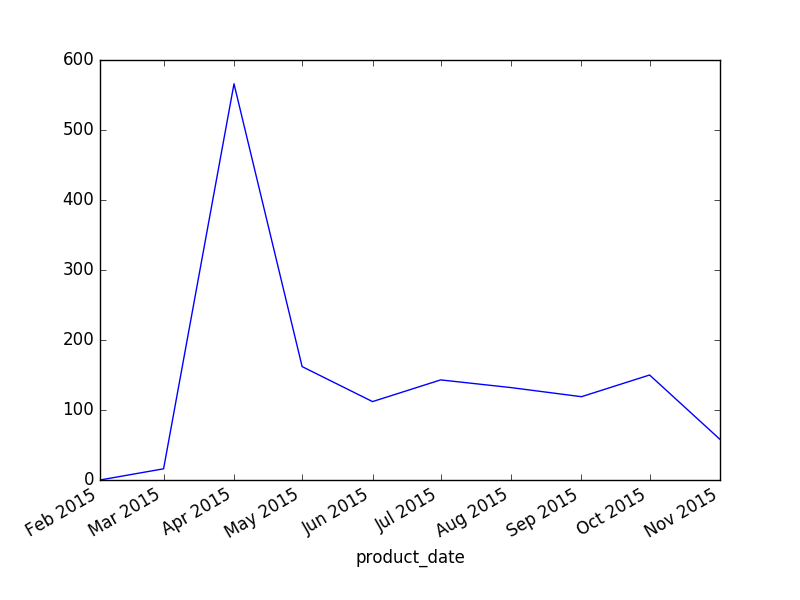 600
500
400
300
200
100
0
Feb 2015
Mar 2015
Apr 2015
May 2015
Jun 2015
Jul 2015
Aug 2015
Sep 2015
Oct 2015
Nov 2015
product_date